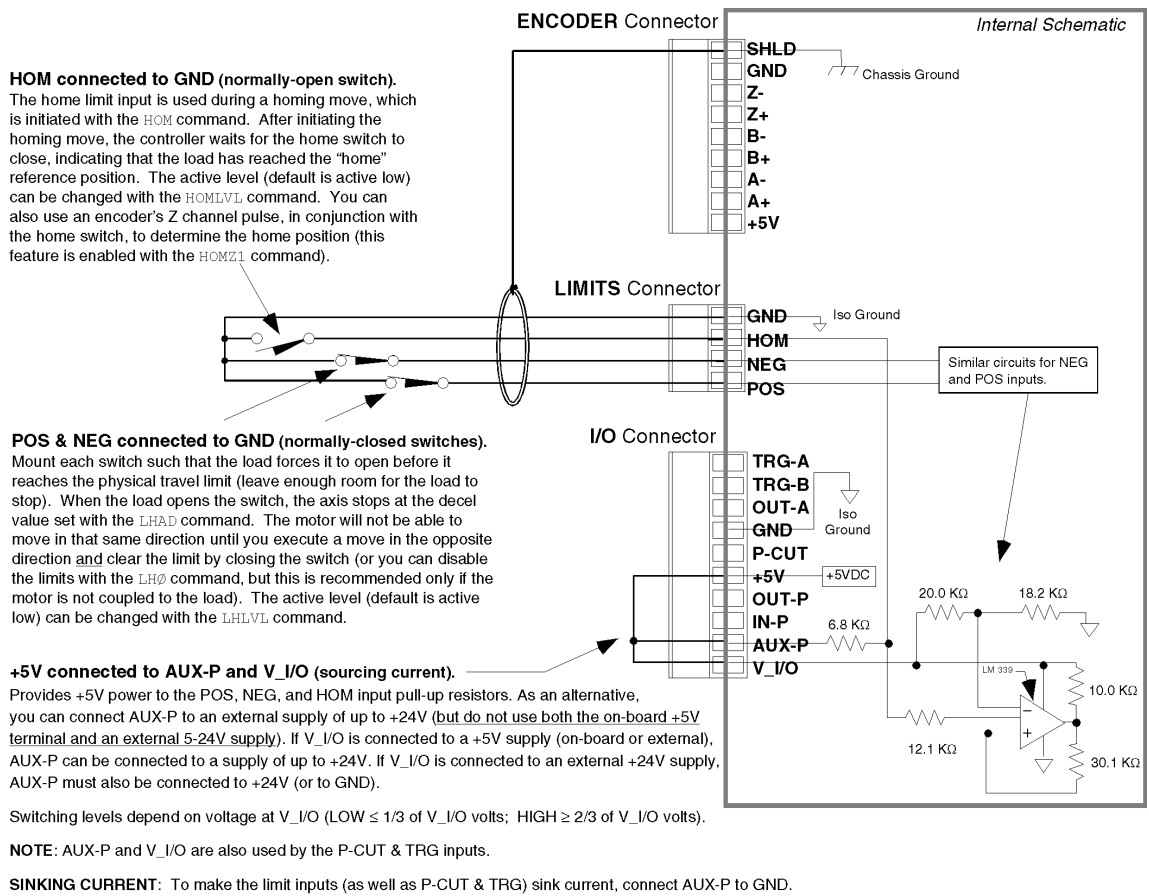 ENCODER Connector
Internal Schematic
SHLD
GND
Z-
Z+
B-
B+
A-
A+
+5V
Chassis Ground
HOM connected to GND (normally-open switch).
The home limit input is used during a homing move, which
is initiated with the HOM command. After initiating the
homing move, the controller waits for the home switch to
close, indicating that the load has reached the “home”
reference position. The active level (default is active low)
can be changed with the HOMLVL command. You can
also use an encoder’s Z channel pulse, in conjunction with
the home switch, to determine the home position (this
feature is enabled with the HOMZ1 command).
LIMITS Connector
GND
HOM
NEG
POS
Iso Ground
Similar circuits for NEG
and POS inputs.
POS & NEG connected to GND (normally-closed switches).
Mount each switch such that the load forces it to open before it
reaches the physical travel limit (leave enough room for the load to
stop). When the load opens the switch, the axis stops at the decel
value set with the LHAD command. The motor will not be able to
move in that same direction until you execute a move in the opposite
direction and clear the limit by closing the switch (or you can disable
the limits with the LHØ command, but this is recommended only if the
motor is not coupled to the load). The active level (default is active
low) can be changed with the LHLVL command.
I/O Connector
TRG-A
TRG-B
OUT-A
GND
P-CUT
+5V
OUT-P
IN-P
AUX-P
V_I/O
Iso
Ground
+5VDC
6.8 KΩ
20.0 KΩ
18.2 KΩ
LM 339
10.0 KΩ
12.1 KΩ
30.1 KΩ
−
+
+5V connected to AUX-P and V_I/O (sourcing current).
Provides +5V power to the POS, NEG, and HOM input pull-up resistors. As an alternative,
you can connect AUX-P to an external supply of up to +24V (but do not use both the on-board +5V
terminal and an external 5-24V supply). If V_I/O is connected to a +5V supply (on-board or external),
AUX-P can be connected to a supply of up to +24V. If V_I/O is connected to an external +24V supply,
AUX-P must also be connected to +24V (or to GND).
Switching levels depend on voltage at V_I/O (LOW ≤ 1/3 of V_I/O volts; HIGH ≥ 2/3 of V_I/O volts).
NOTE: AUX-P and V_I/O are also used by the P-CUT & TRG inputs.
SINKING CURRENT: To make the limit inputs (as well as P-CUT & TRG) sink current, connect AUX-P to GND.